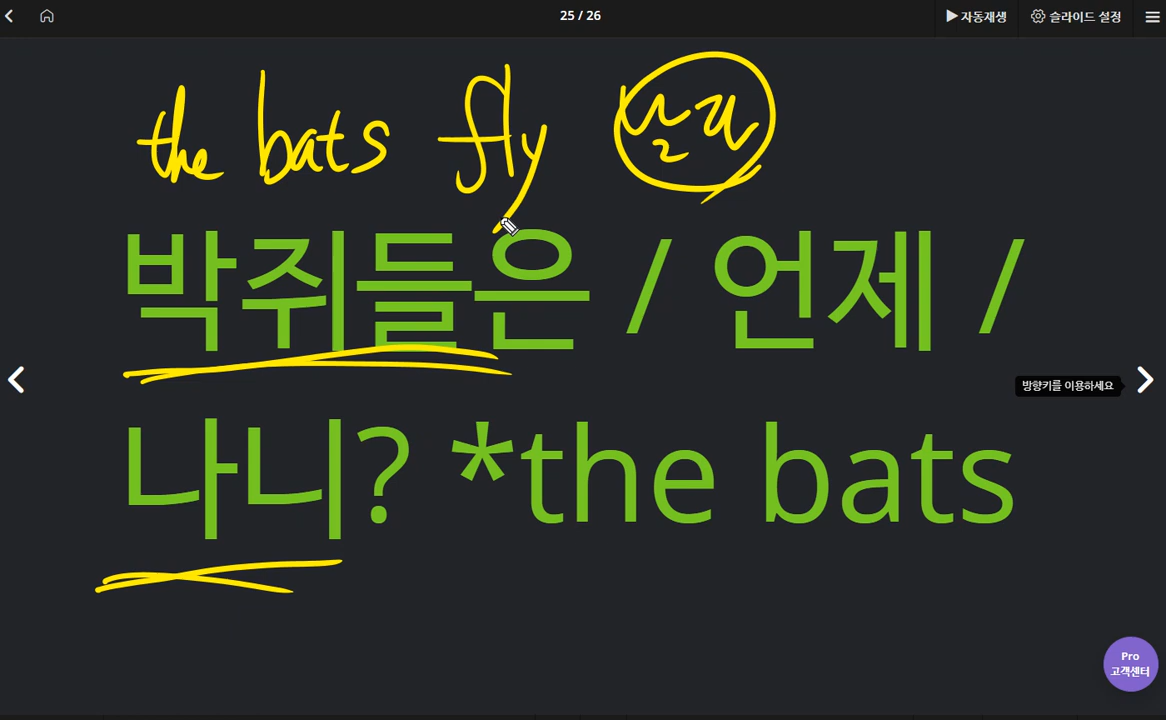 25 / 26
자동재생
슬라이드 설정
the bats fly
박쥐들은 / 언제 /
방향키를 이용하세요
나니? *the bats
Pro
고객센터